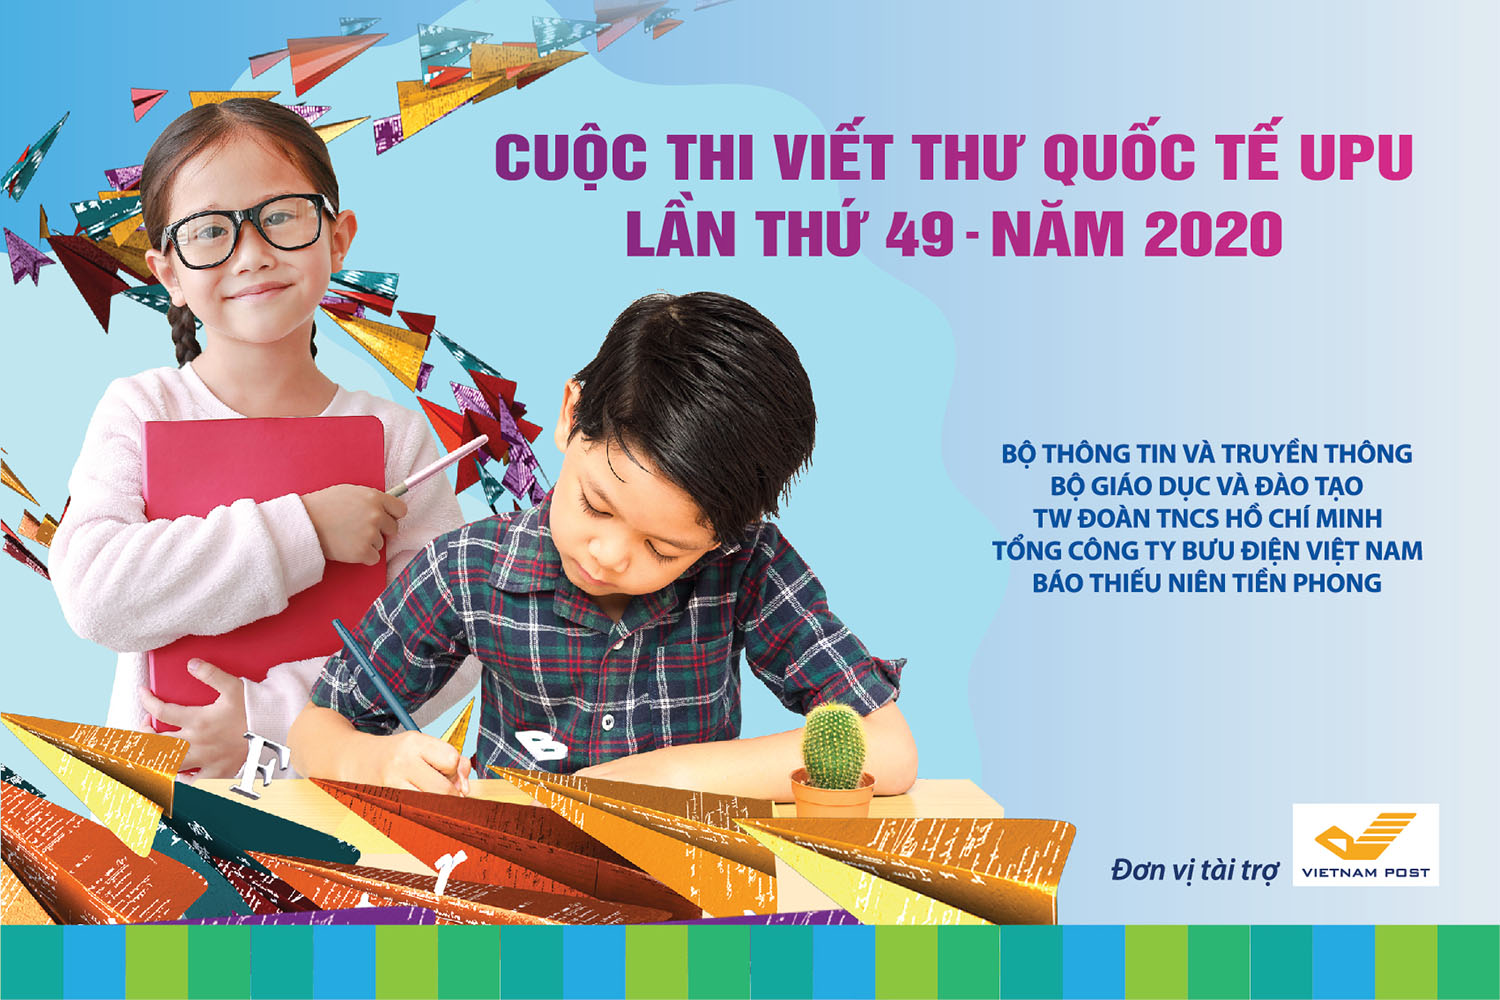 CUỘC THI VIẾT THƯ QUỐC TẾ UPU
LẦN THỨ 49 - NĂM 2020
BỘ THÔNG TIN VÀ TRUYỀN THÔNG
BỘ GIÁO DỤC VÀ ĐÀO TẠO
TW ĐOÀN TNCS HỒ CHÍ MINH
TỔNG CÔNG TY BƯU ĐIỆN VIỆT NAM
BÁO THIẾU NIÊN TIỀN PHONG
F
B
r
Đơn vị tài trợ
VIETNAM POST